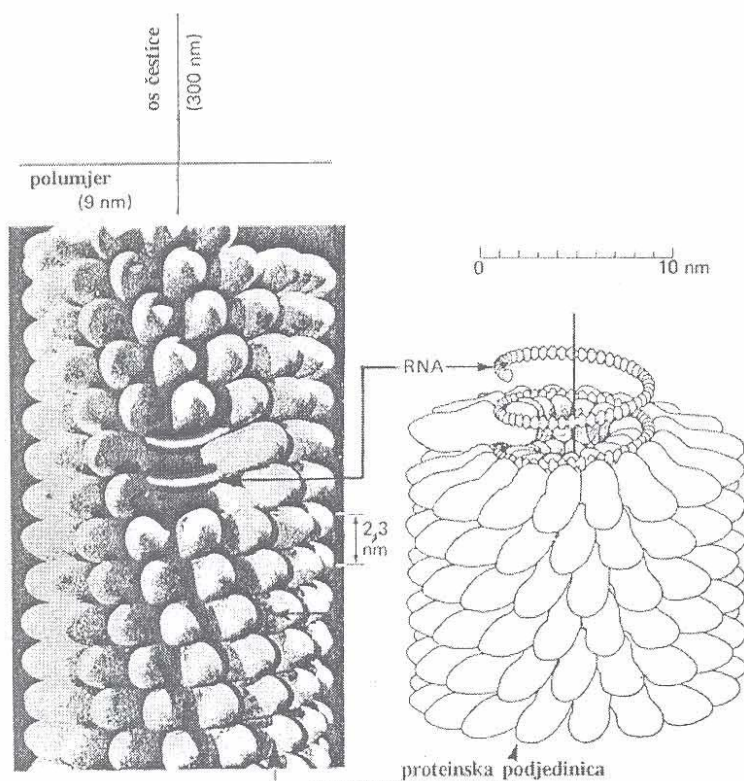 os čestice
(300 nm)
polumjer
(9 nm)
0 10 nm
RNA
2,3
nm
proteinska podjedinica